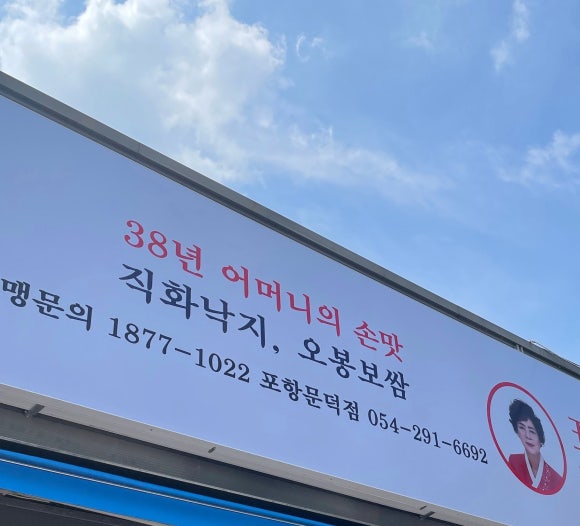 38년 어머니의 손맛
직화낙지, 오봉보쌈
맹문의 1877-1022 포항문덕점 054-291-6692